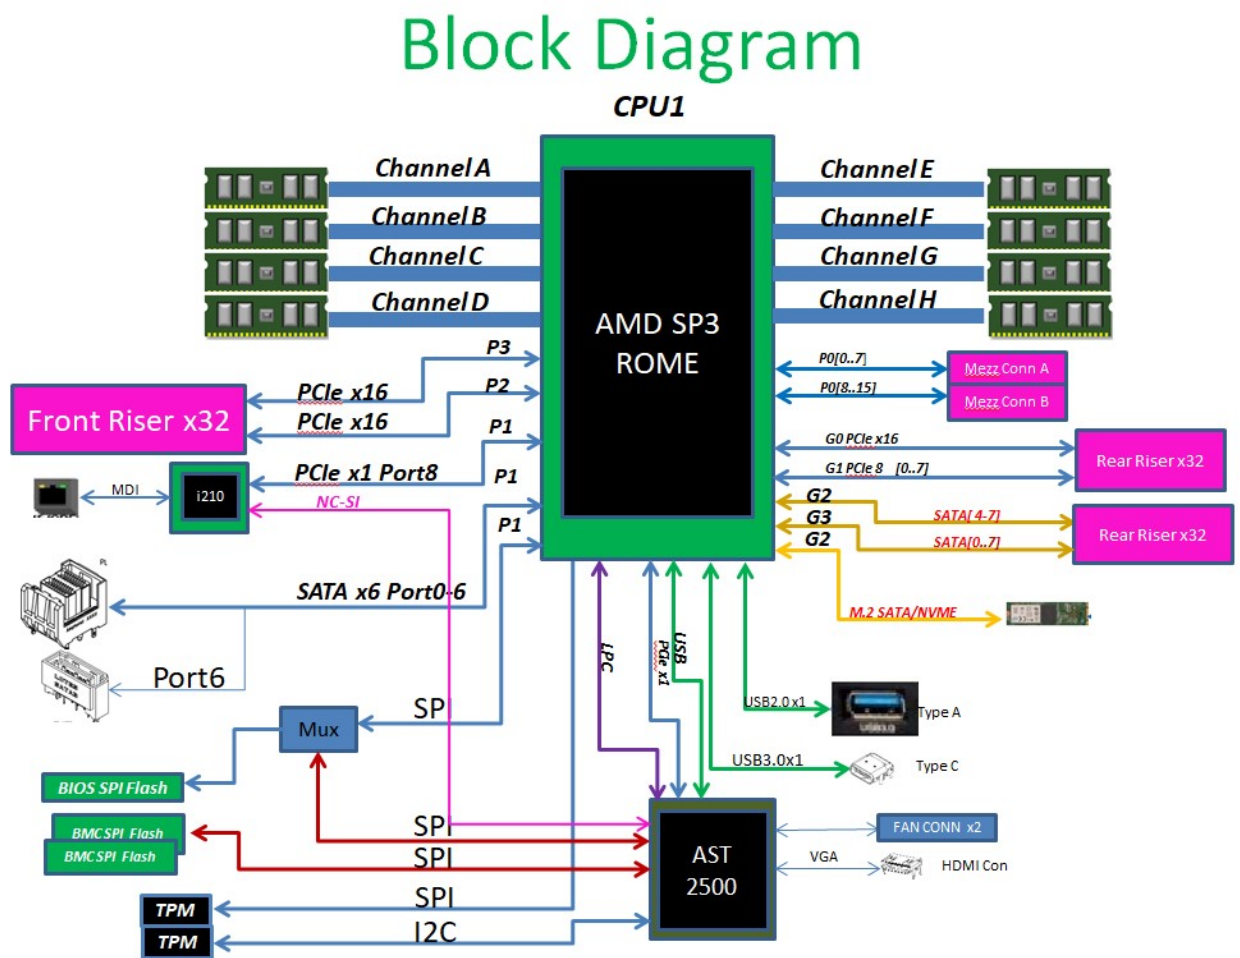 Block Diagram
CPU1
Channel A
Channel B
Channel C
Channel D
Channel E
Channel F
Channel G
Channel H
AMD SP3
ROME
P3
P2
P1
P1
P1
PCIe x16
PCIe x16
Front Riser x32
PCIe x1 Port8
NC-SI
MDI
i210
P0[0..7]
P0[8..15]
Mezz Conn A
Mezz Conn B
G0 PCIe x16
G1 PCIe 8 [0..7]
Rear Riser x32
G2
G3
G2
SATA[ 4-7]
SATA[0..7]
Rear Riser x32
M.2 SATA/NVME
P1
SATA x6 Port0-6
Port6
LPC
PCIe x1
USB
USB2.0 x1
Type A
USB3.0x1
Type C
SPI
Mux
BIOS SPI Flash
BMC SPI Flash
BMC SPI Flash
SPI
SPI
SPI
I2C
TPM
TPM
AST
2500
FAN CONN x2
VGA
HDMI Con